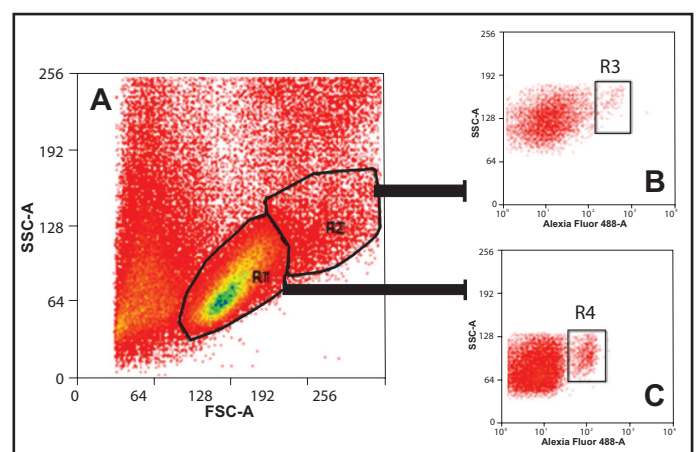 A
256
192
128
64
0
SSC-A
0 64 128 192 256
FSC-A
R1
R2
256
192
128
64
0
SSC-A
R3
B
10⁰ 10¹ 10² 10³ 10⁵
Alexia Fluor 488-A
256
192
128
64
0
SSC-A
R4
C
10⁰ 10¹ 10² 10³ 10⁴
Alexia Fluor 488-A